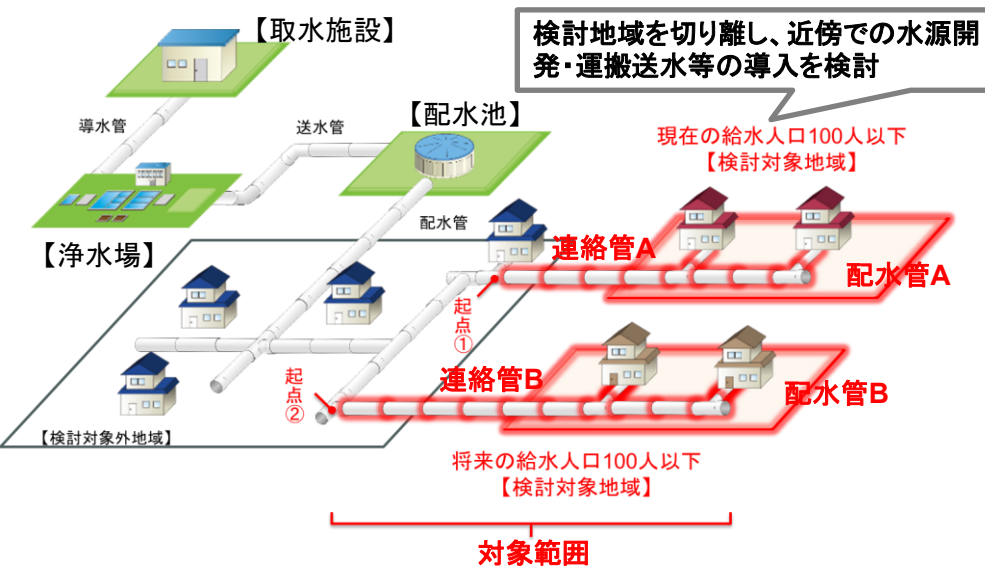 検討地域を切り離し、近傍での水源開
発・運搬送水等の導入を検討
【取水施設】
導水管
送水管
【配水池】
現在の給水人口100人以下
【検討対象地域】
【浄水場】
配水管
連絡管A
配水管A
起点①
連絡管B
配水管B
起点②
【検討対象外地域】
将来の給水人口100人以下
【検討対象地域】
対象範囲